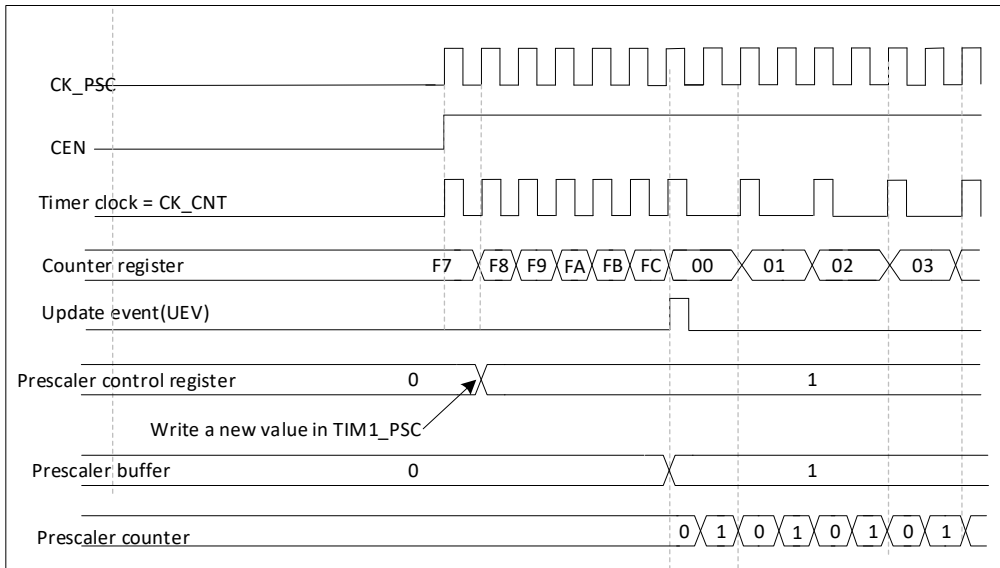 CK_PSC
CEN
Timer clock = CK_CNT
Counter register F7 F8 F9 FA FB FC 00 01 02 03
Update event(UEV)
Prescaler control register 0 1
Write a new value in TIM1_PSC
Prescaler buffer 0 1
Prescaler counter 0 1 0 1 0 1 0 1